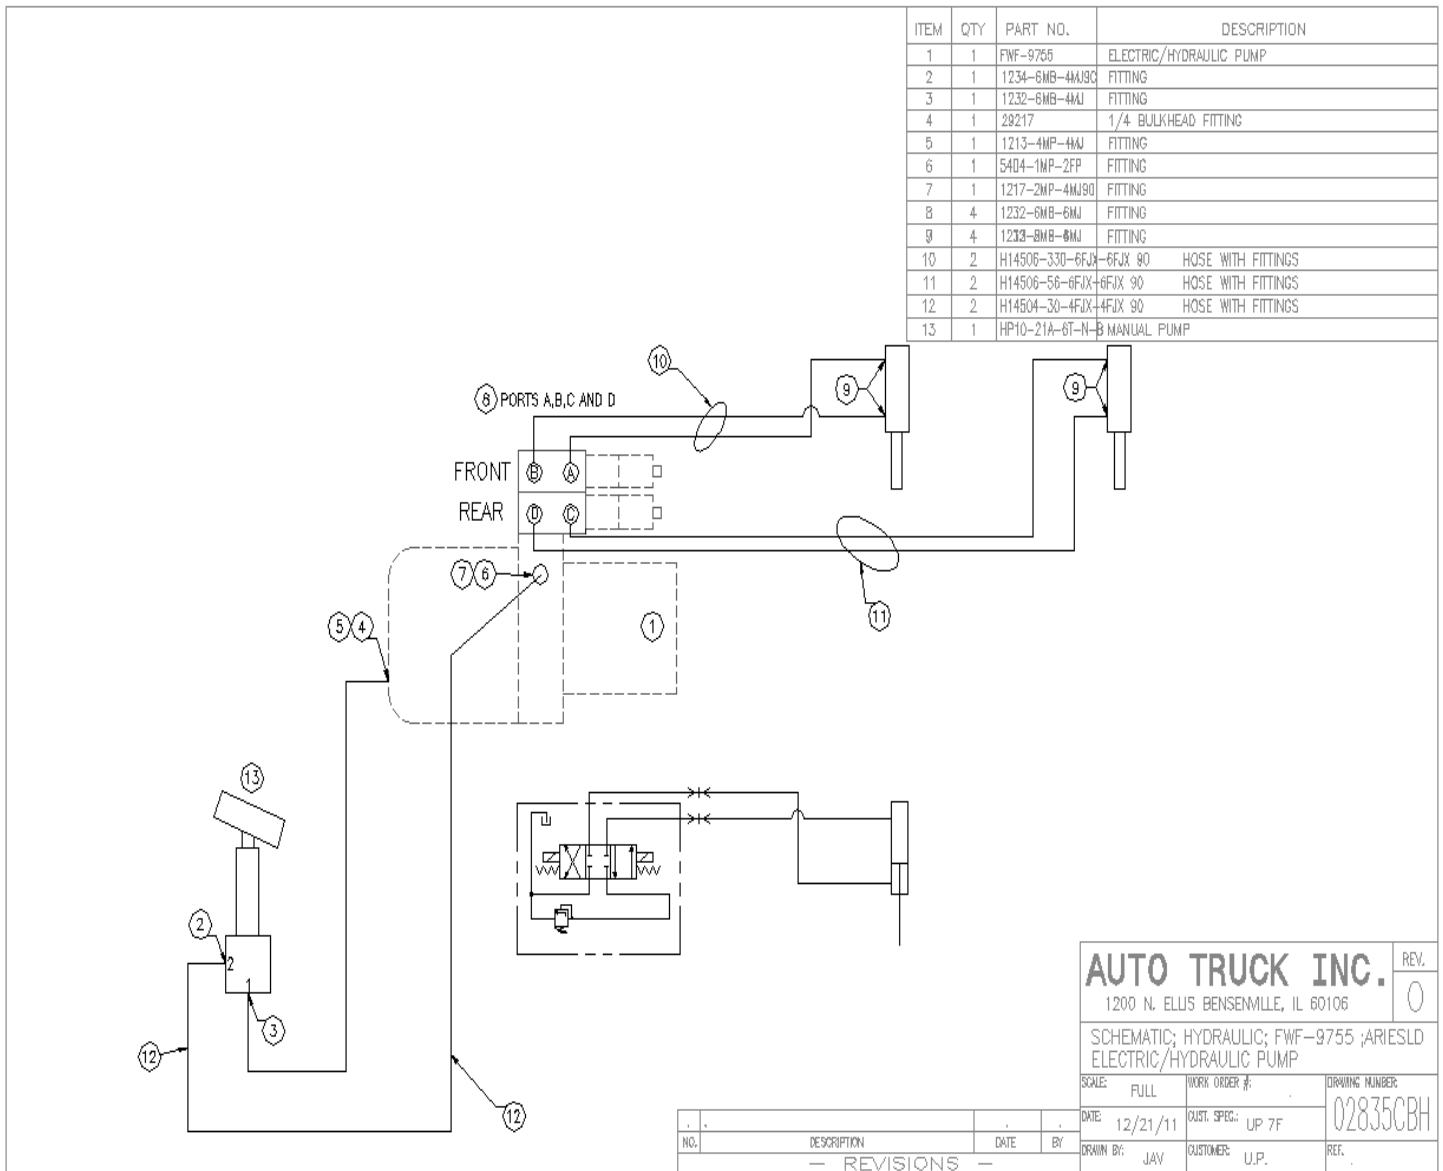 ITEM QTY PART NO. DESCRIPTION
1 1 FWF-9755 ELECTRIC/HYDRAULIC PUMP
2 1 1234-6MB-4MJ90 FITTING
3 1 1232-6MB-4MJ FITTING
4 1 29217 1/4 BULKHEAD FITTING
5 1 1213-4MP-4MJ FITTING
6 1 5404-1MP-2FP FITTING
7 1 1217-2MP-4MJ90 FITTING
8 4 1232-6MB-6MJ FITTING
9 4 FITTING
10 2 H14506-330-6FJX-6FJX 90 HOSE WITH FITTINGS
11 2 H14506-56-6FJX-6FJX 90 HOSE WITH FITTINGS
12 2 H14504-30-4FJX-4FJX 90 HOSE WITH FITTINGS
13 1 HP10-21A-6T-N-B MANUAL PUMP
10
9
9
8 PORTS A,B,C AND D
FRONT B A
REAR D C
7 6
11
5 4
1
13
2
2
1
3
12
12
AUTO TRUCK INC.
1200 N. ELLIS BENSENVILLE, IL 60106
REV.
0
SCHEMATIC; HYDRAULIC; FWF-9755 ;ARIESLD
ELECTRIC/HYDRAULIC PUMP
SCALE: FULL WORK ORDER #: . DRAWING NUMBER:
02835CBH
DATE: 12/21/11 CUST. SPEC.: UP 7F
DRAWN BY: JAV CUSTOMER: U.P. REF. .
. . . .
NO. DESCRIPTION DATE BY
— REVISIONS —